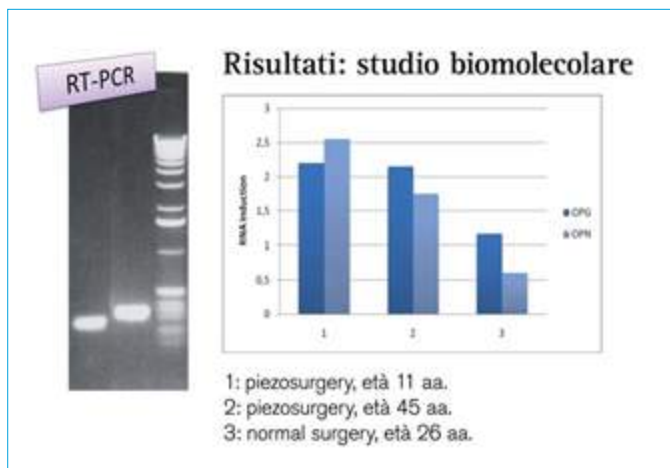 RT-PCR
Risultati: studio biomolecolare
3
2,5
2
1,5
1
0,5
0
RNA induction
1
2
3
OPG
OPN
1: piezosurgery, età 11 aa.
2: piezosurgery, età 45 aa.
3: normal surgery, età 26 aa.